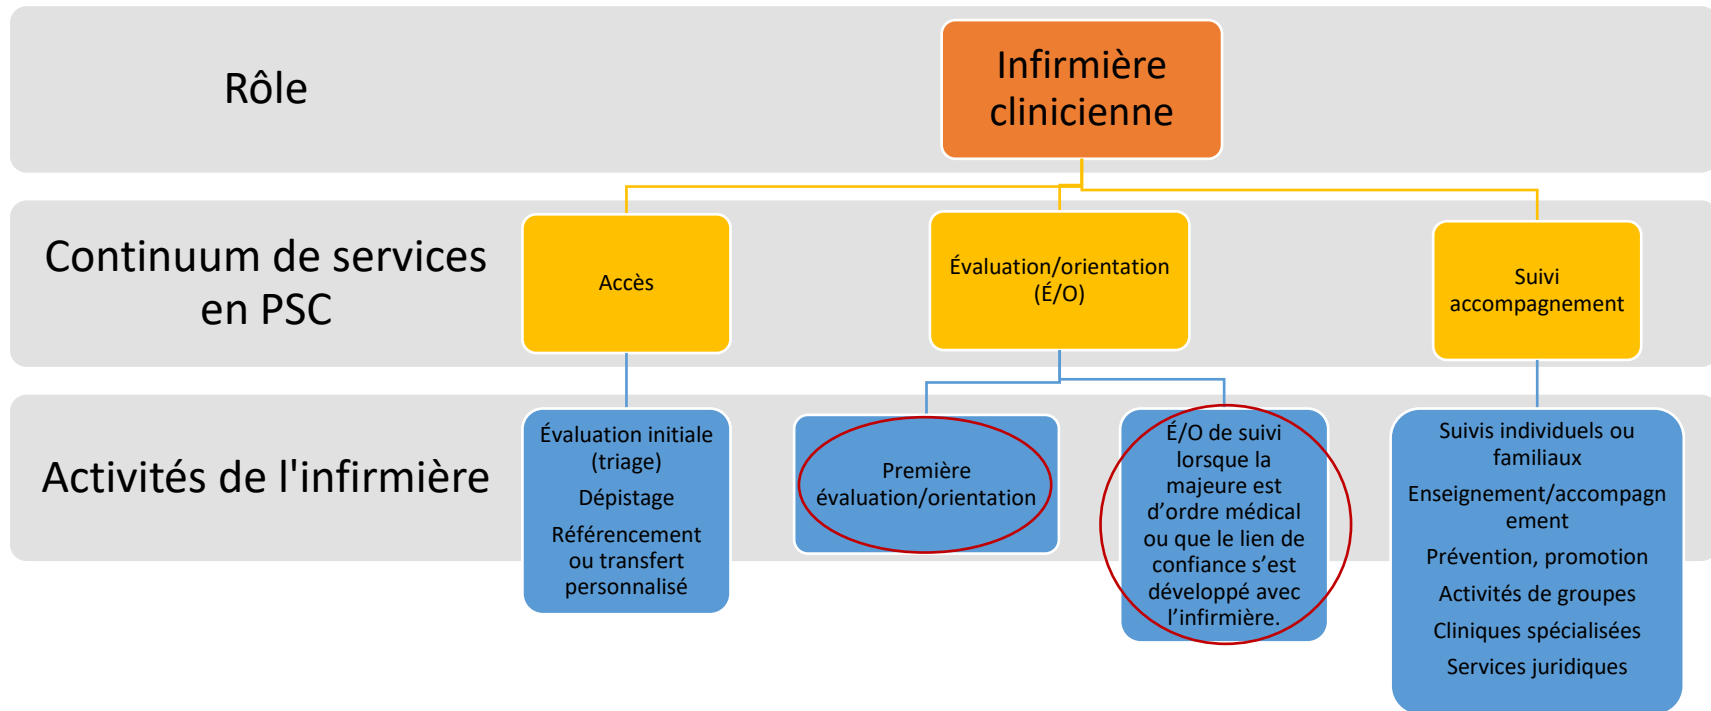 Rôle
Infirmière
clinicienne
Continuum de services
en PSC
Accès
Évaluation/orientation
(É/O)
Suivi
accompagnement
Activités de l'infirmière
Évaluation initiale
(triage)
Dépistage
Référencement
ou transfert
personnalisé
Première
évaluation/orientation
É/O de suivi
lorsque la
majeure est
d’ordre médical
ou que le lien de
confiance s’est
développé avec
l’infirmière.
Suivis individuels ou
familiaux
Enseignement/accompagn
ement
Prévention, promotion
Activités de groupes
Cliniques spécialisées
Services juridiques